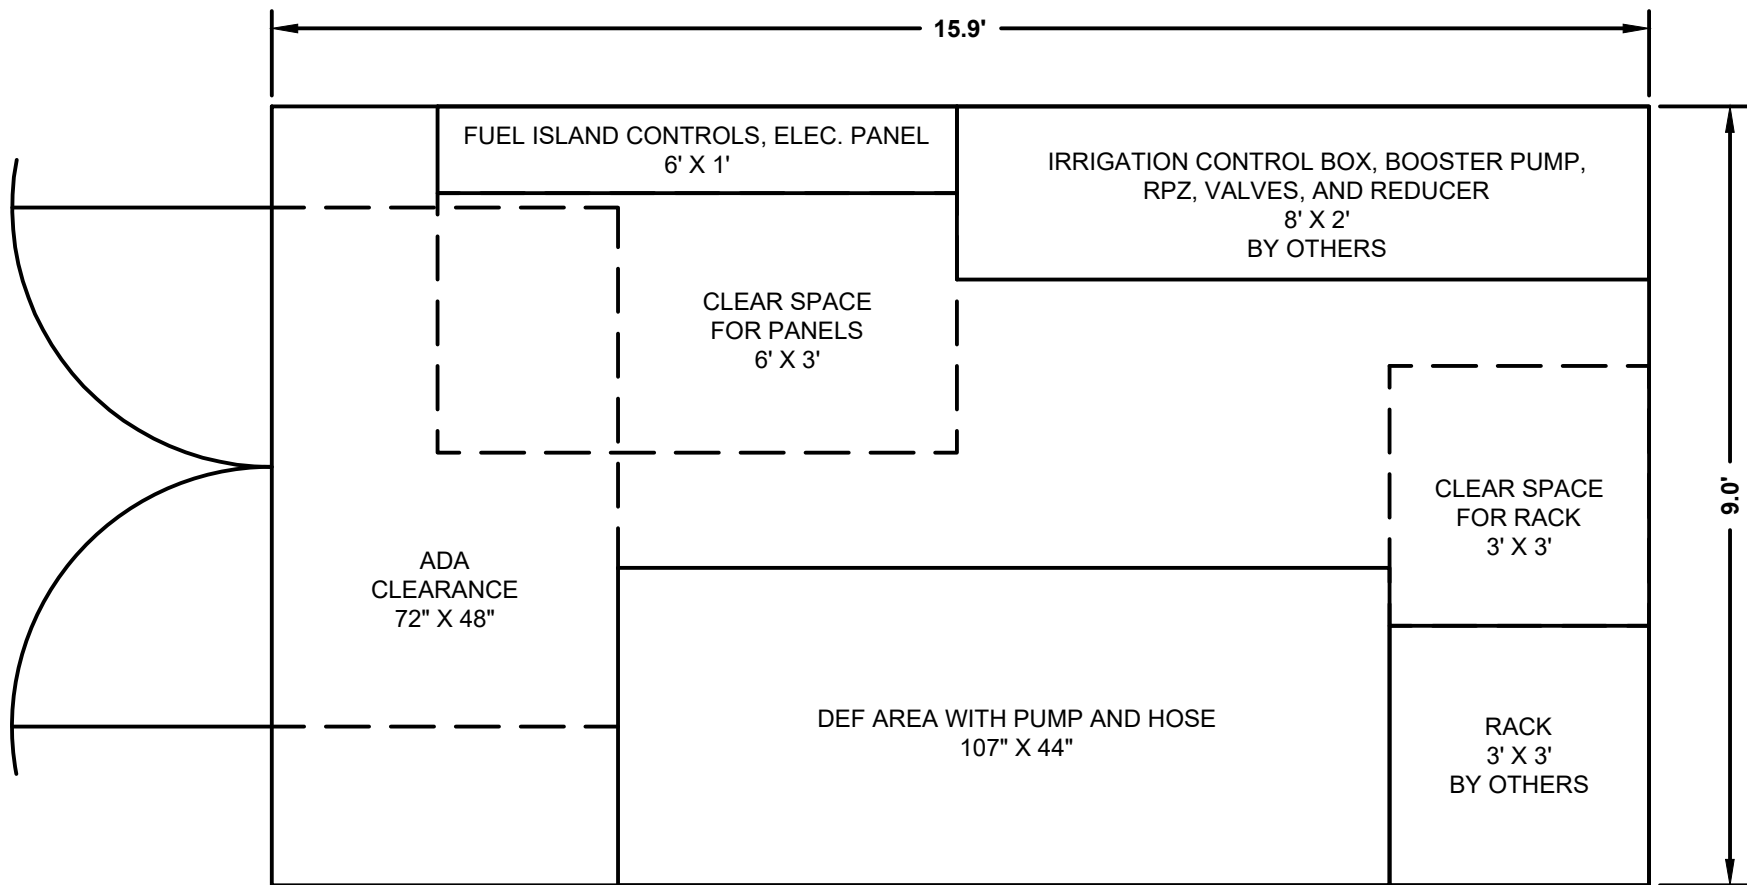 15.9'
FUEL ISLAND CONTROLS, ELEC. PANEL
6' X 1'
IRRIGATION CONTROL BOX, BOOSTER PUMP,
RPZ, VALVES, AND REDUCER
8' X 2'
BY OTHERS
CLEAR SPACE
FOR PANELS
6' X 3'
CLEAR SPACE
FOR RACK
3' X 3'
9.0'
ADA
CLEARANCE
72" X 48"
DEF AREA WITH PUMP AND HOSE
107" X 44"
RACK
3' X 3'
BY OTHERS